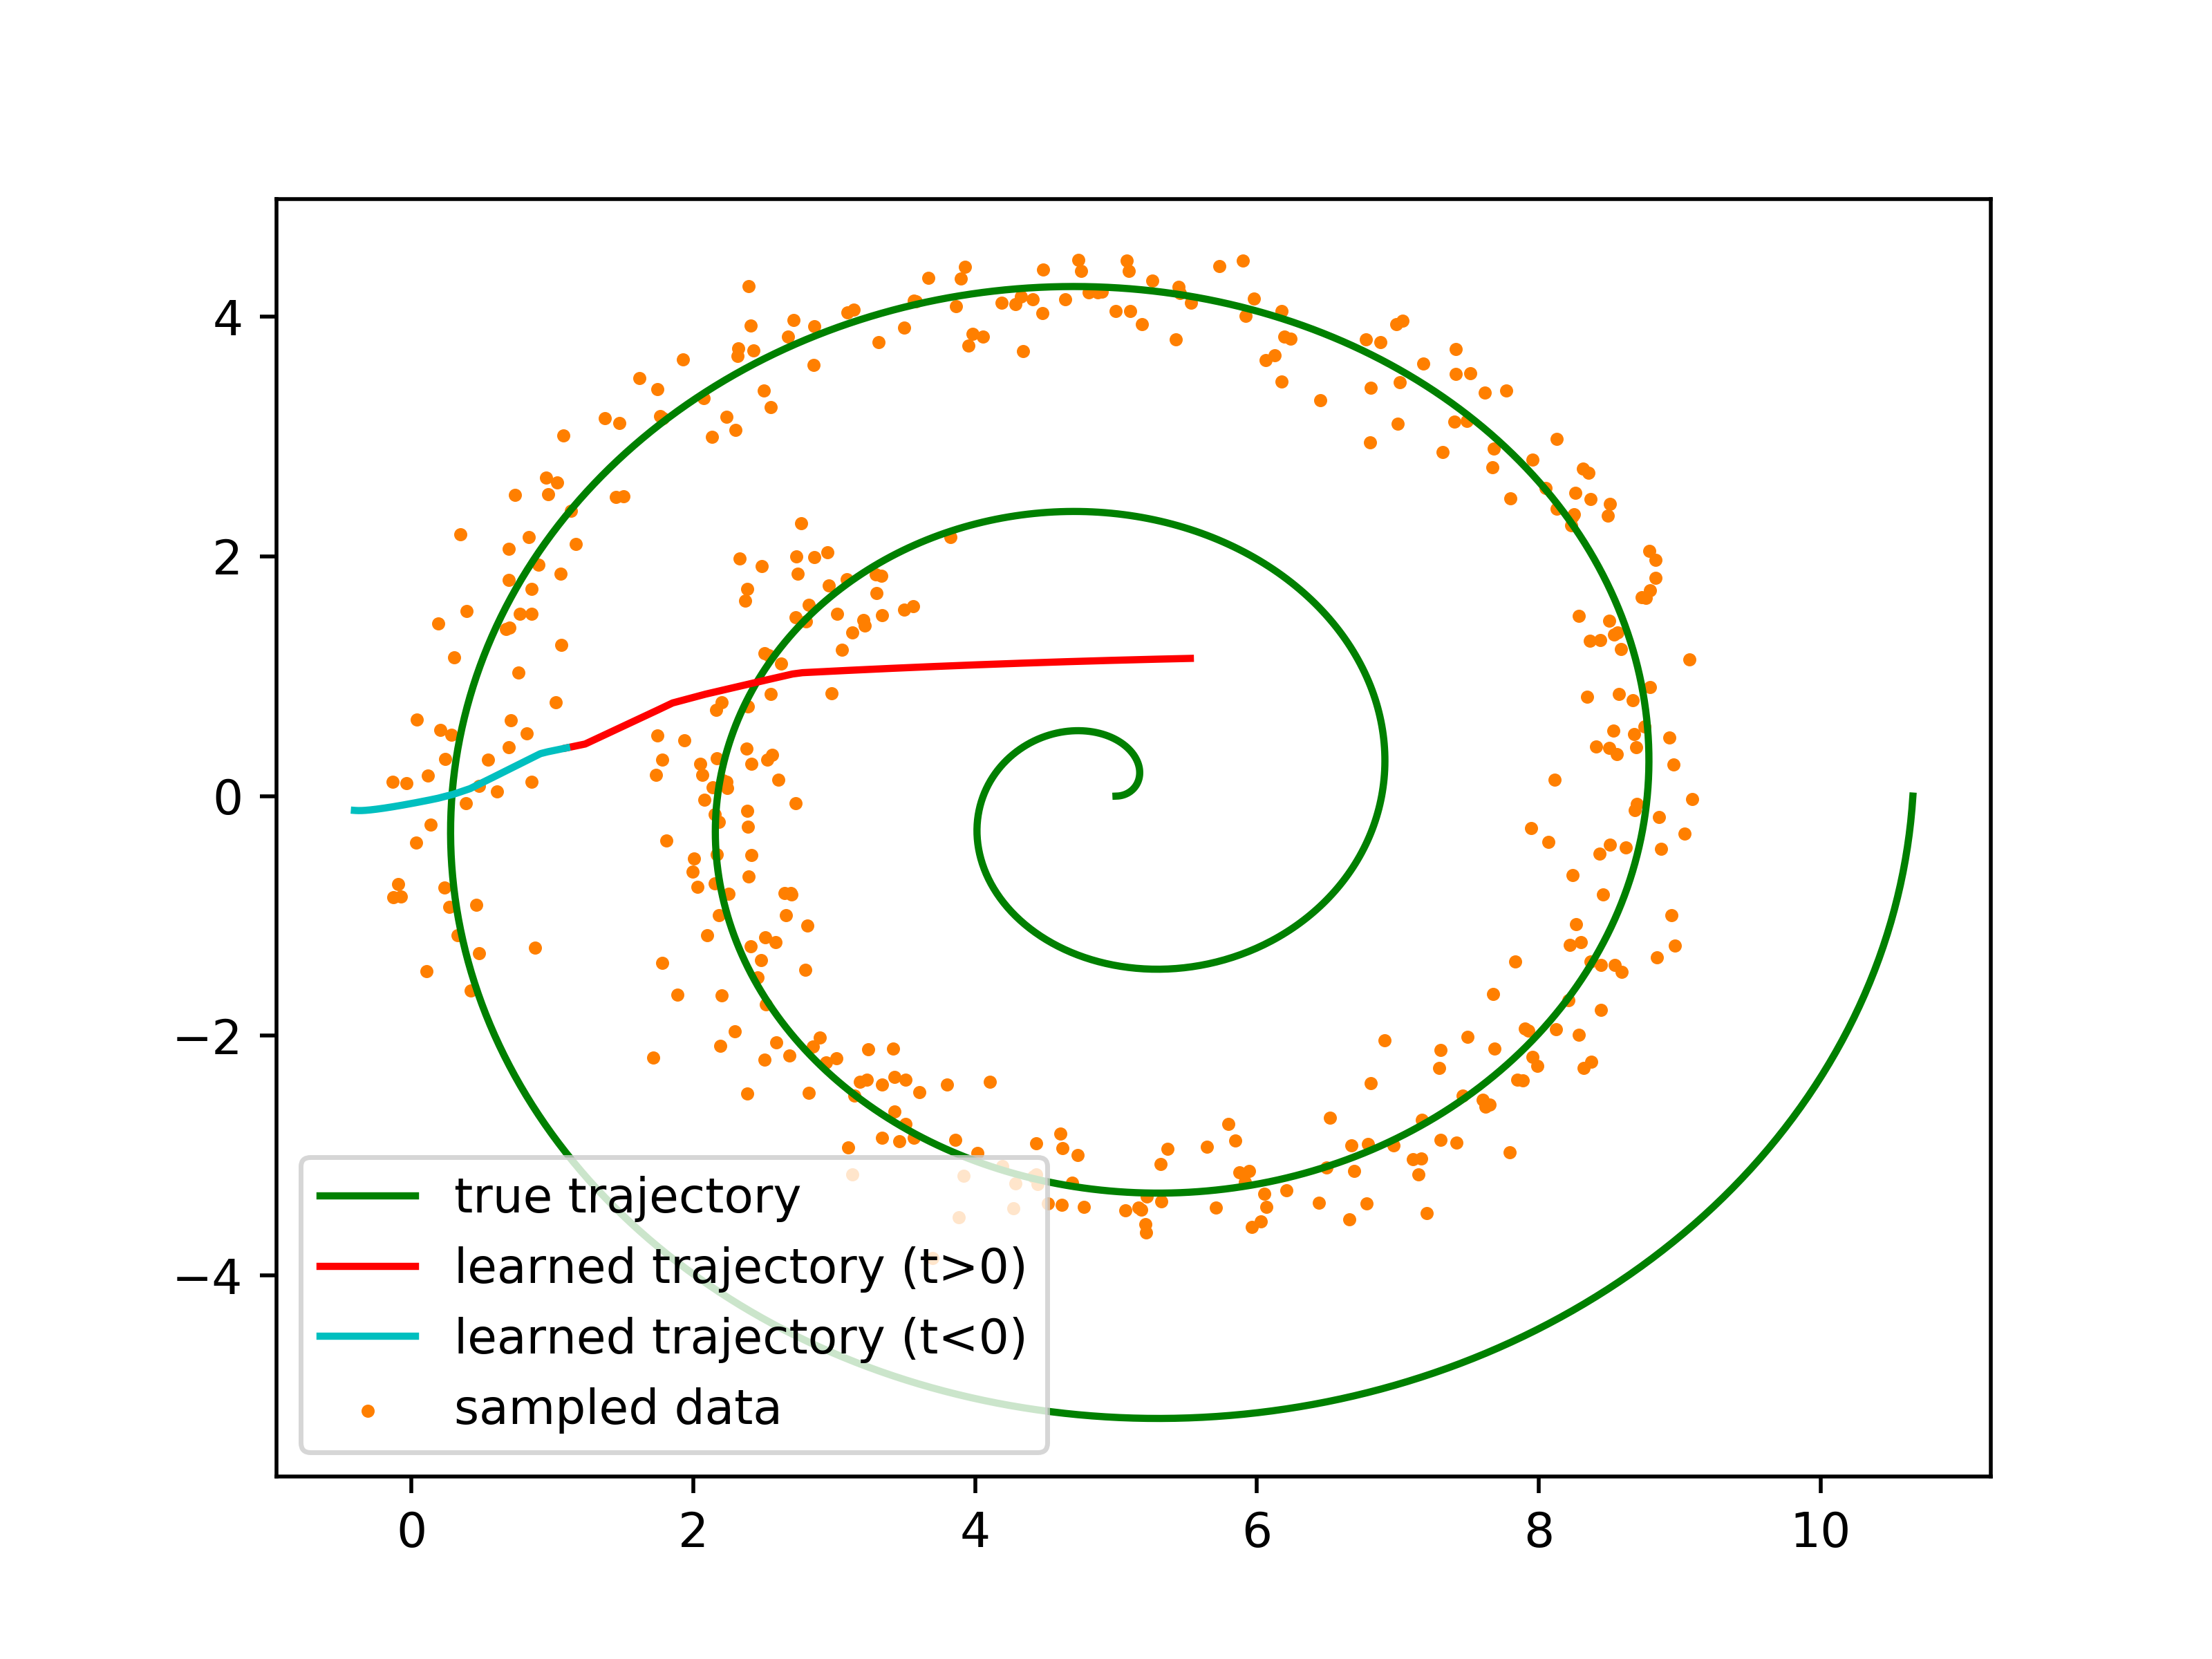 4
2
0
−2
−4
0 2 4 6 8 10
true trajectory
learned trajectory (t>0)
learned trajectory (t<0)
sampled data